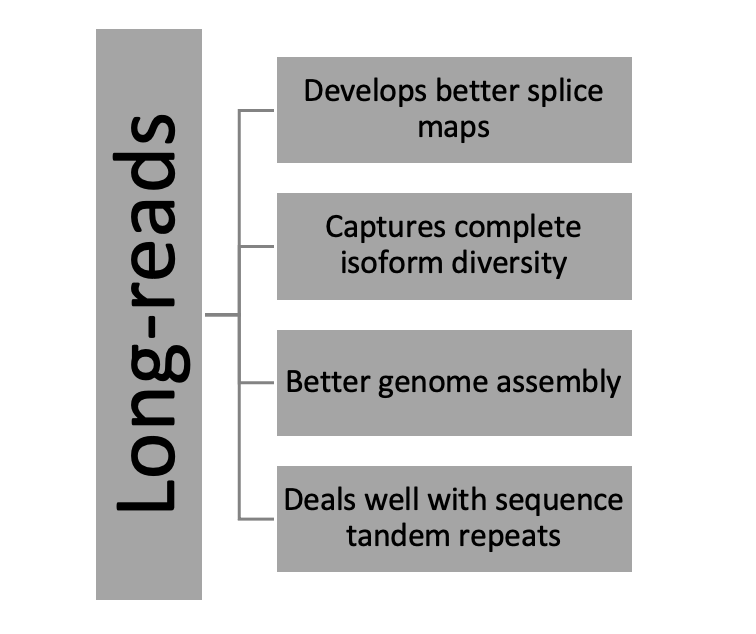 Long-reads
Develops better splice
maps
Captures complete
isoform diversity
Better genome assembly
Deals well with sequence
tandem repeats